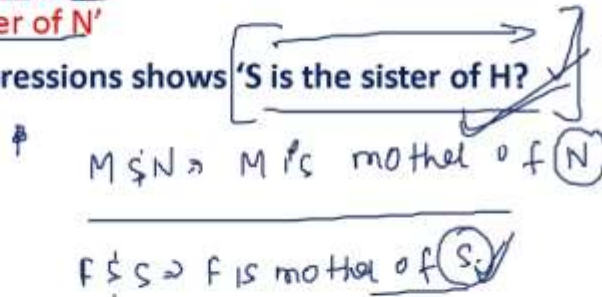 er of N’
ressions shows ‘S is the sister of H?
M $ N ⇒ M is mother of N
F $ S ⇒ F is mother of S.